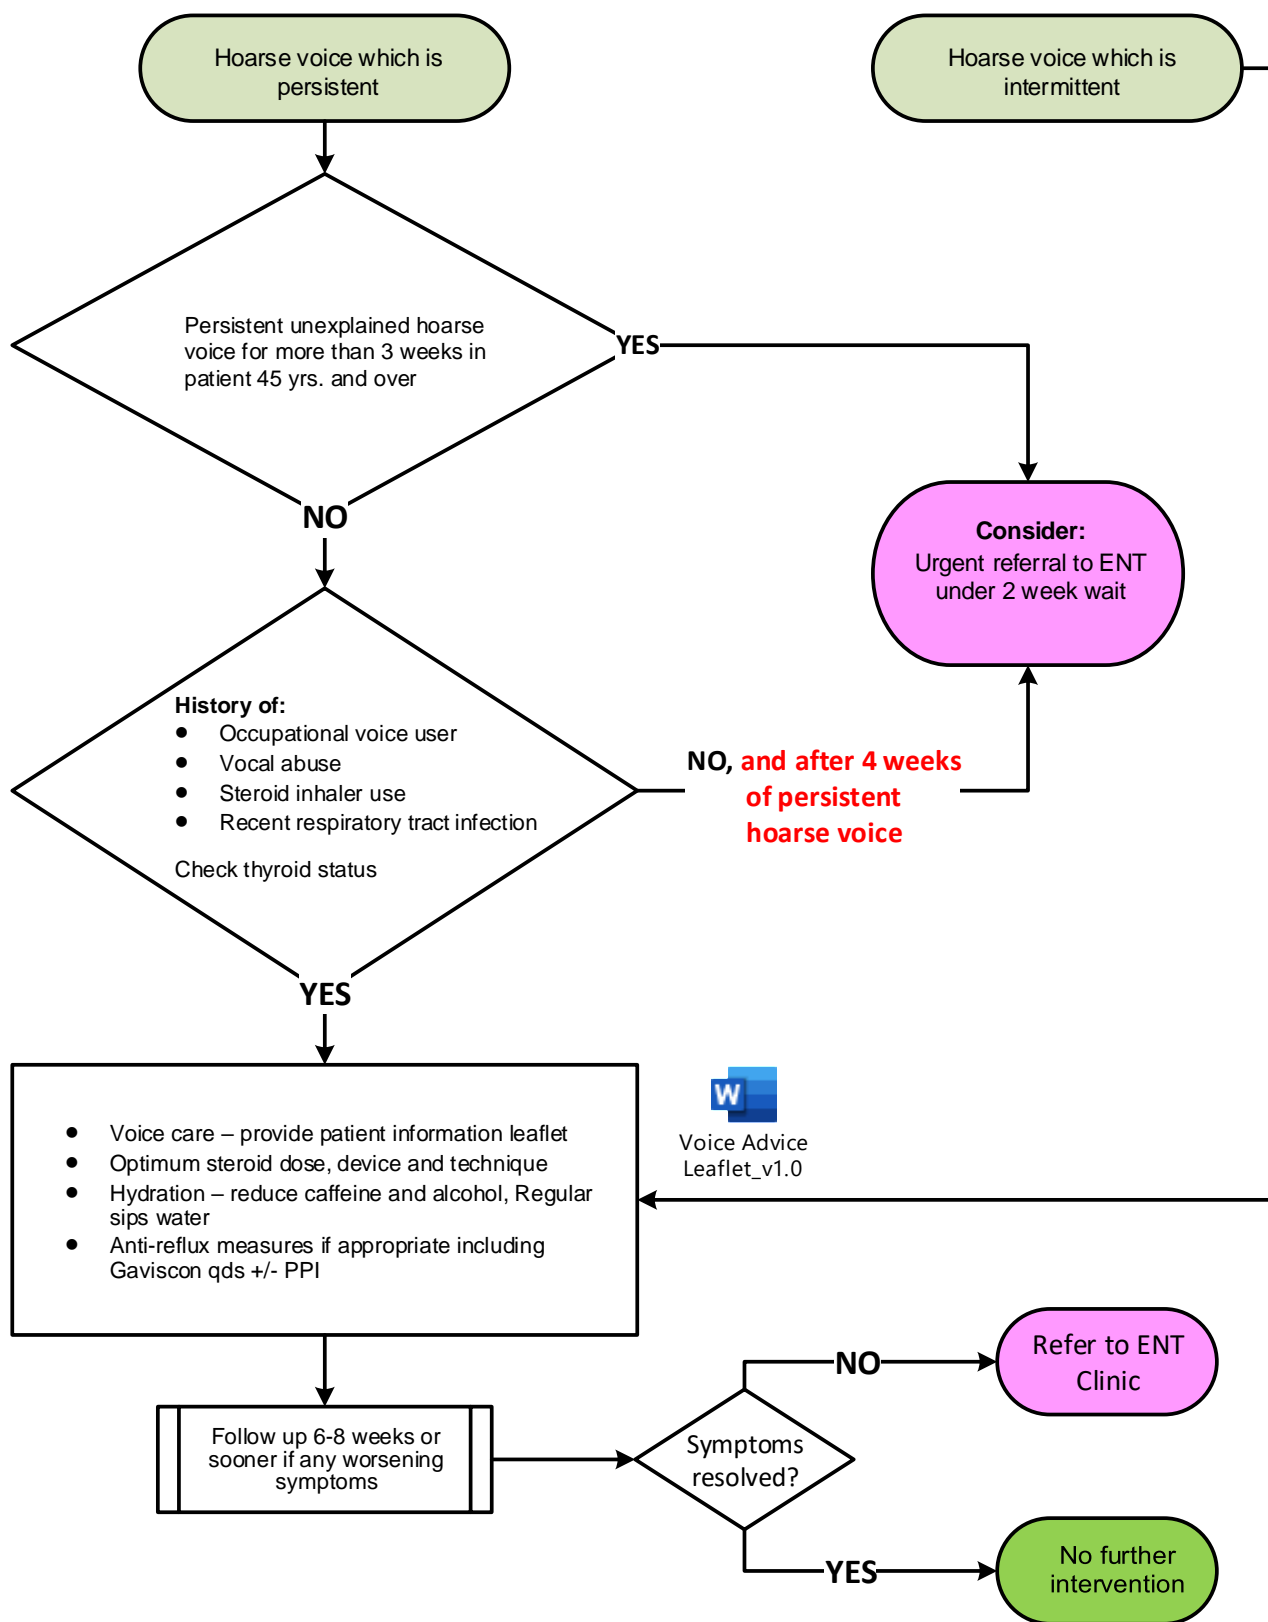 Hoarse voice which is
persistent
Hoarse voice which is
intermittent
Persistent unexplained hoarse
voice for more than 3 weeks in
patient 45 yrs. and over
YES
NO
Consider:
Urgent referral to ENT
under 2 week wait
History of:
● Occupational voice user
● Vocal abuse
● Steroid inhaler use
● Recent respiratory tract infection
Check thyroid status
NO, and after 4 weeks
of persistent
hoarse voice
YES
● Voice care – provide patient information leaflet
● Optimum steroid dose, device and technique
● Hydration – reduce caffeine and alcohol, Regular
sips water
● Anti-reflux measures if appropriate including
Gaviscon qds +/- PPI
W
Voice Advice
Leaflet_v1.0
Follow up 6-8 weeks or
sooner if any worsening
symptoms
Symptoms
resolved?
NO
Refer to ENT
Clinic
YES
No further
intervention